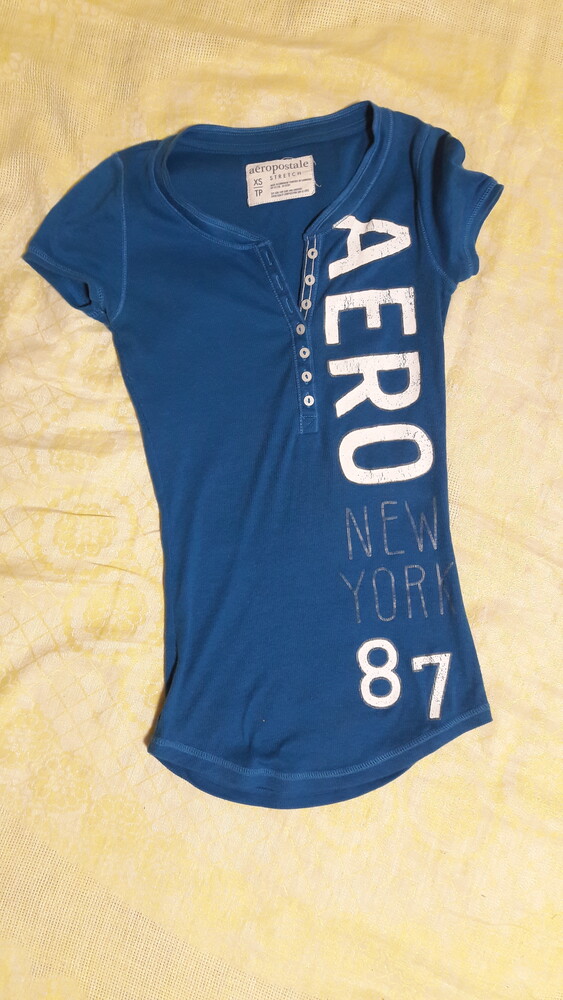 aéropostale
STRETCH
XS
TP
AERO
NEW
YORK
87